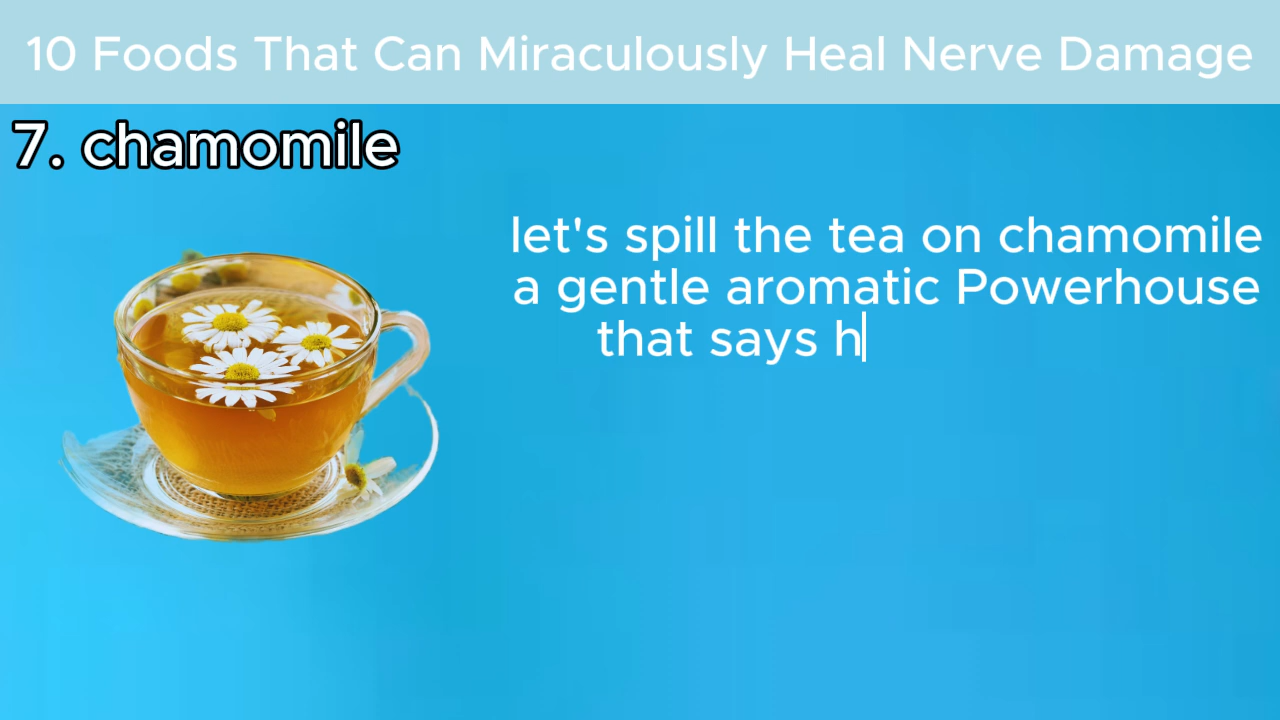 10 Foods That Can Miraculously Heal Nerve Damage
7. chamomile
let's spill the tea on chamomile
a gentle aromatic Powerhouse
that says h